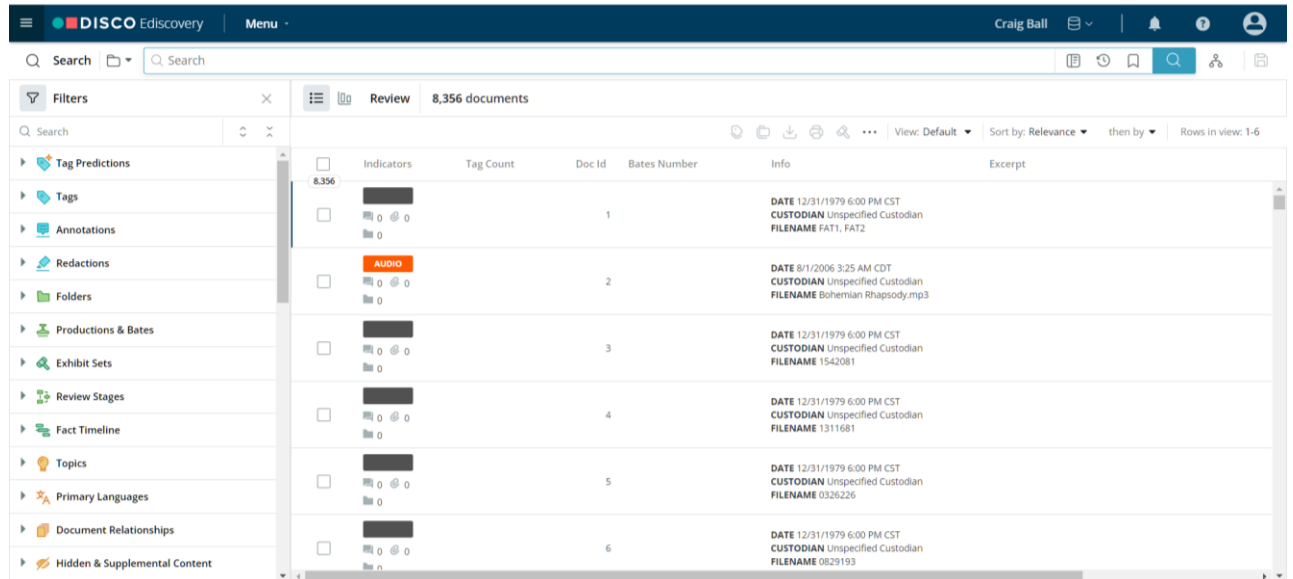 DISCO Ediscovery Menu Craig Ball
Search Search
Filters Review 8,356 documents
Search View: Default Sort by: Relevance then by Rows in view: 1-6
Tag Predictions
Tags
Annotations
Redactions
Folders
Productions & Bates
Exhibit Sets
Review Stages
Fact Timeline
Topics
Primary Languages
Document Relationships
Hidden & Supplemental Content
Indicators Tag Count Doc Id Bates Number Info Excerpt
8,356
DATE 12/31/1979 6:00 PM CST
0 0 1 CUSTODIAN Unspecified Custodian
0 FILENAME FAT1, FAT2
AUDIO DATE 8/1/2006 3:25 AM CDT
0 0 2 CUSTODIAN Unspecified Custodian
0 FILENAME Bohemian Rhapsody.mp3
DATE 12/31/1979 6:00 PM CST
0 0 3 CUSTODIAN Unspecified Custodian
0 FILENAME 1542081
DATE 12/31/1979 6:00 PM CST
0 0 4 CUSTODIAN Unspecified Custodian
0 FILENAME 1311681
DATE 12/31/1979 6:00 PM CST
0 0 5 CUSTODIAN Unspecified Custodian
0 FILENAME 0326226
DATE 12/31/1979 6:00 PM CST
0 0 6 CUSTODIAN Unspecified Custodian
0 FILENAME 0829193